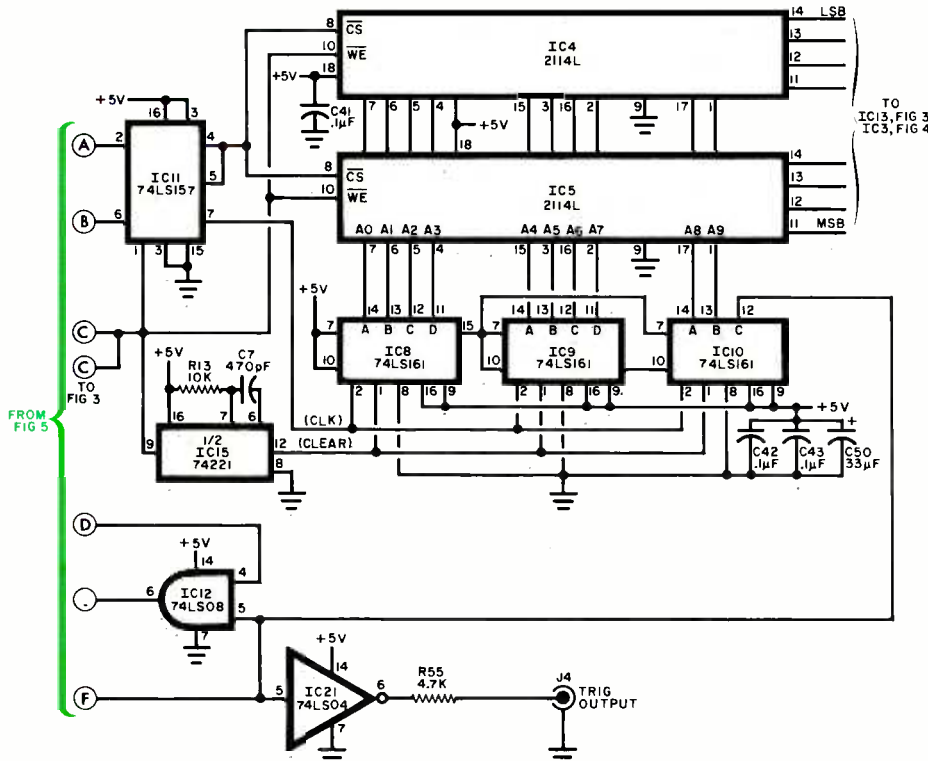 14 LSB
13
12
11
8 CS
10 WE
+5V 18
IC4
2114L
C41
.1µF
7 6 5 4 15 3 16 2 9 17 1
+5V
18
TO
IC13, FIG 3
IC3, FIG 4
+5V
16 3
A 2
4
5
IC11
74LS157
B 6
7
1 3 15
8 CS
10 WE
IC5
2114L
14
13
12
11 MSB
A0 A1 A2 A3 A4 A5 A6 A7 A8 A9
7 6 5 4 15 3 16 2 9 17 1
+5V
14 13 12 11 14 13 12 11 14 13 12
7 A B C D 15 7 A B C D 7 A B C
IC8
74LS161
IC9
74LS161
IC10
74LS161
10 10 10
2 1 8 16 9 2 1 8 16 9. 2 1 8 16 9
C
C
TO
FIG 3
FROM
FIG 5
+5V
R13
10K
C7
470pF
16 7 6
9
1/2
IC15
74221
12 (CLEAR)
8
(CLK)
+5V
C42
.1µF
C43
.1µF
+
C50
33µF
D
+5V
14
4
6
IC12
74LS08
5
7
-
F
+5V
14
5
IC21
74LS04
6
7
R55
4.7K
J4
TRIG
OUTPUT